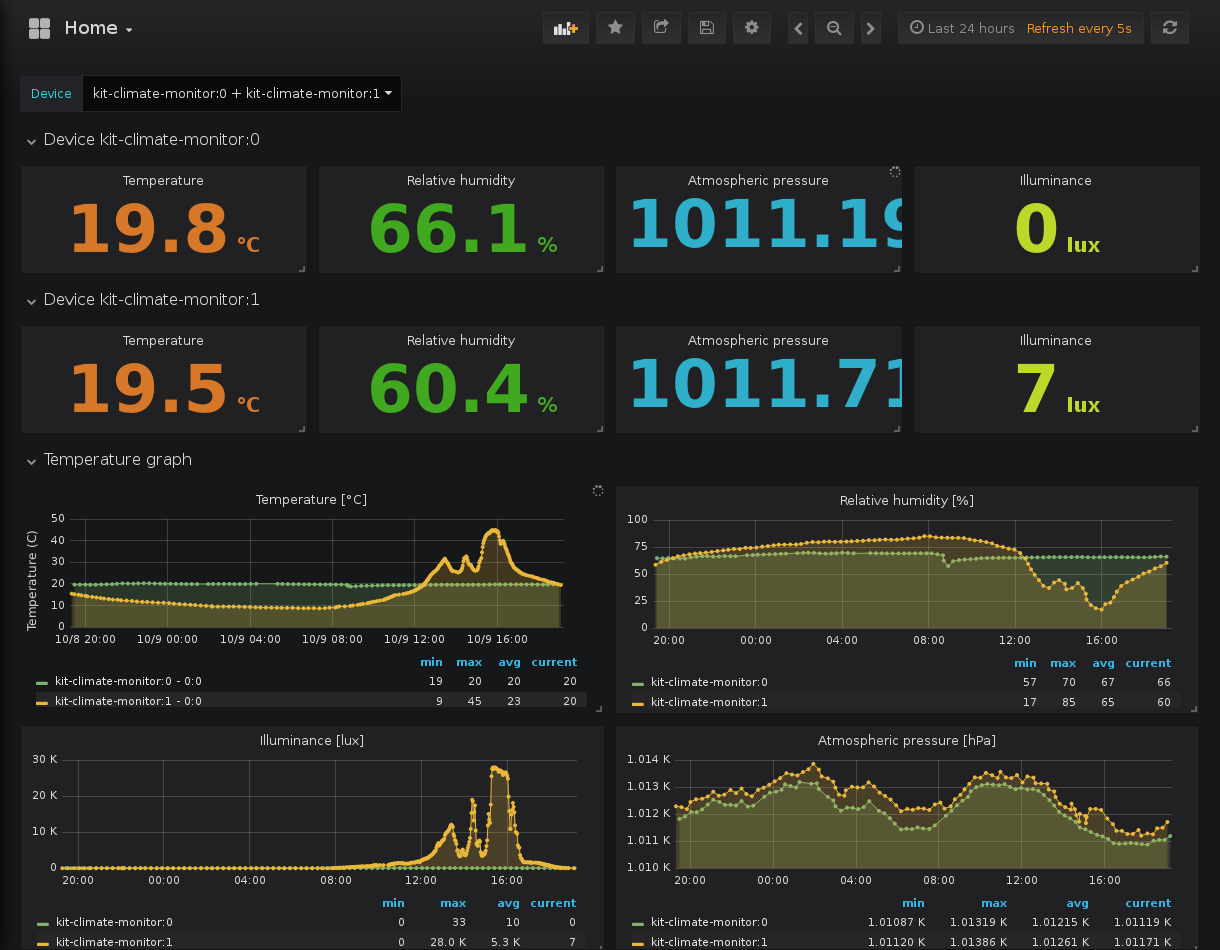 Home
Last 24 hours Refresh every 5s
Device kit-climate-monitor:0 + kit-climate-monitor:1
Device kit-climate-monitor:0
Temperature Relative humidity Atmospheric pressure Illuminance
19.8 °C 66.1 % 1011.19 0 lux
Device kit-climate-monitor:1
Temperature Relative humidity Atmospheric pressure Illuminance
19.5 °C 60.4 % 1011.71 7 lux
Temperature graph
Temperature [°C]
Temperature (C)
50
40
30
20
10
0
10/8 20:00 10/9 00:00 10/9 04:00 10/9 08:00 10/9 12:00 10/9 16:00
min max avg current
kit-climate-monitor:0 - 0:0 19 20 20 20
kit-climate-monitor:1 - 0:0 9 45 23 20
Relative humidity [%]
100
75
50
25
0
20:00 00:00 04:00 08:00 12:00 16:00
min max avg current
kit-climate-monitor:0 57 70 67 66
kit-climate-monitor:1 17 85 65 60
Illuminance [lux]
30 K
20 K
10 K
0
20:00 00:00 04:00 08:00 12:00 16:00
min max avg current
kit-climate-monitor:0 0 33 10 0
kit-climate-monitor:1 0 28.0 K 5.3 K 7
Atmospheric pressure [hPa]
1.014 K
1.013 K
1.012 K
1.011 K
1.010 K
20:00 00:00 04:00 08:00 12:00 16:00
min max avg current
kit-climate-monitor:0 1.01087 K 1.01319 K 1.01215 K 1.01119 K
kit-climate-monitor:1 1.01120 K 1.01386 K 1.01261 K 1.01171 K